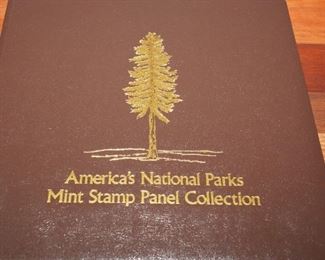 America's National Parks
Mint Stamp Panel Collection